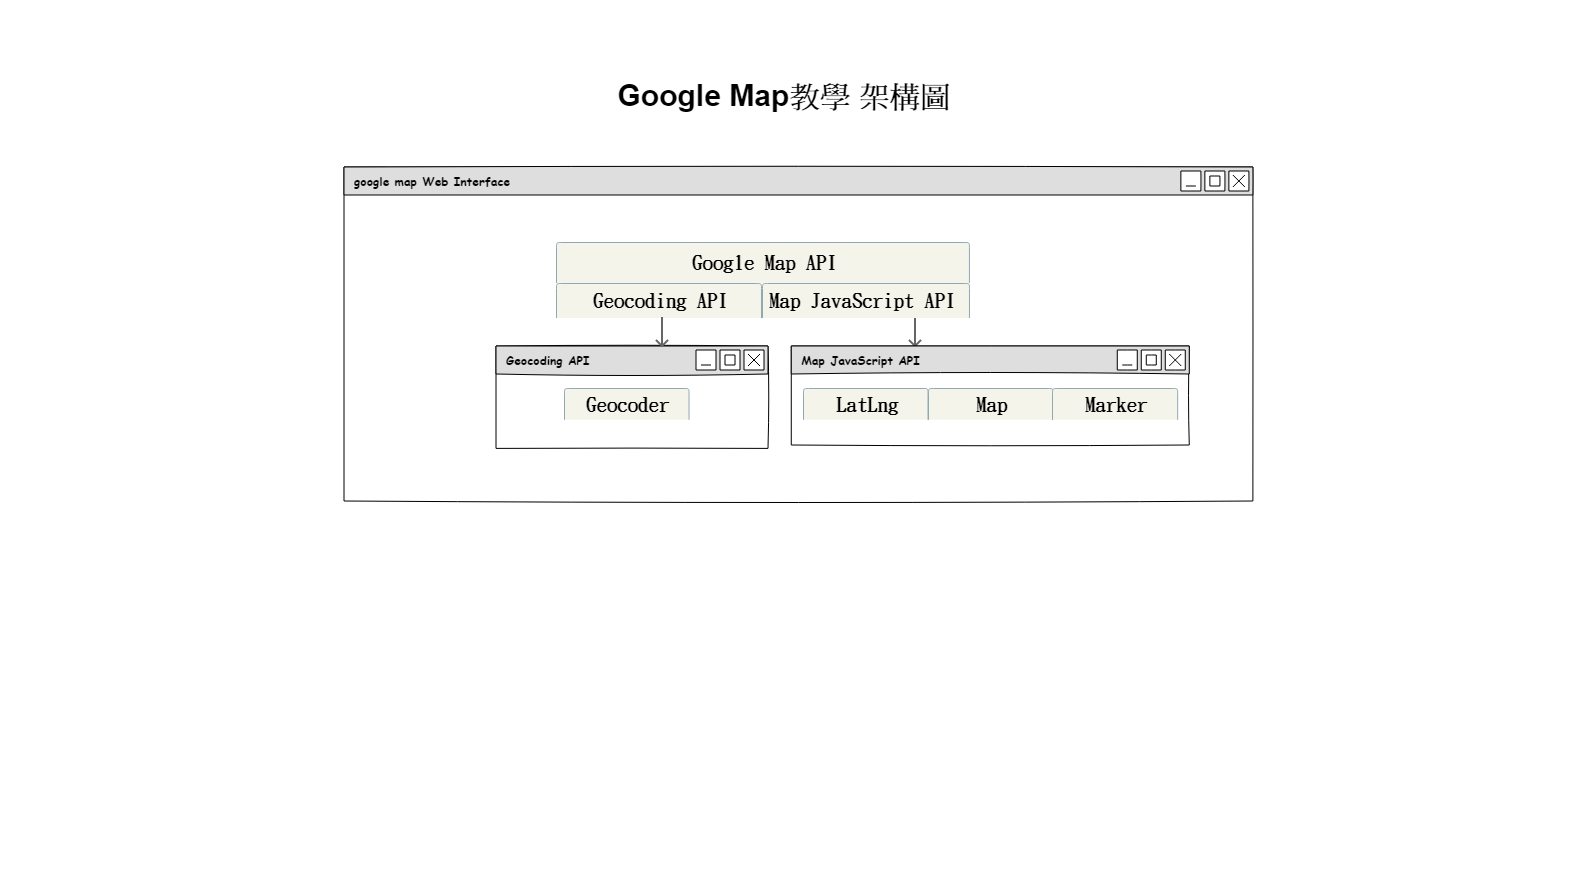 Google Map教學 架構圖
google map Web Interface
Google Map API
Geocoding API
Map JavaScript API
Geocoding API
Map JavaScript API
Geocoder
LatLng
Map
Marker